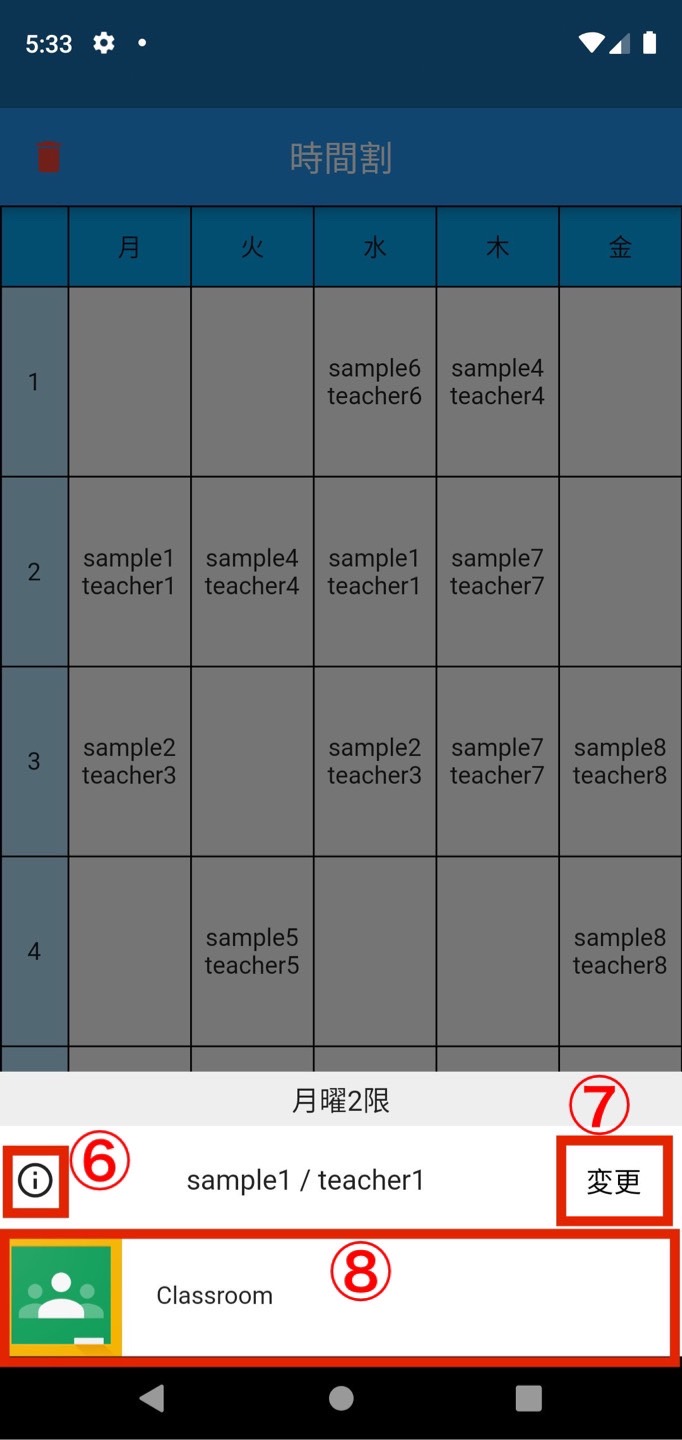 5:33
時間割
月 火 水 木 金
1
sample6 sample4
teacher6 teacher4
2
sample1 sample4 sample1 sample7
teacher1 teacher4 teacher1 teacher7
3
sample2 sample2 sample7 sample8
teacher3 teacher3 teacher7 teacher8
4
sample5 sample8
teacher5 teacher8
月曜2限
⑦
⑥
sample1 / teacher1
変更
⑧
Classroom